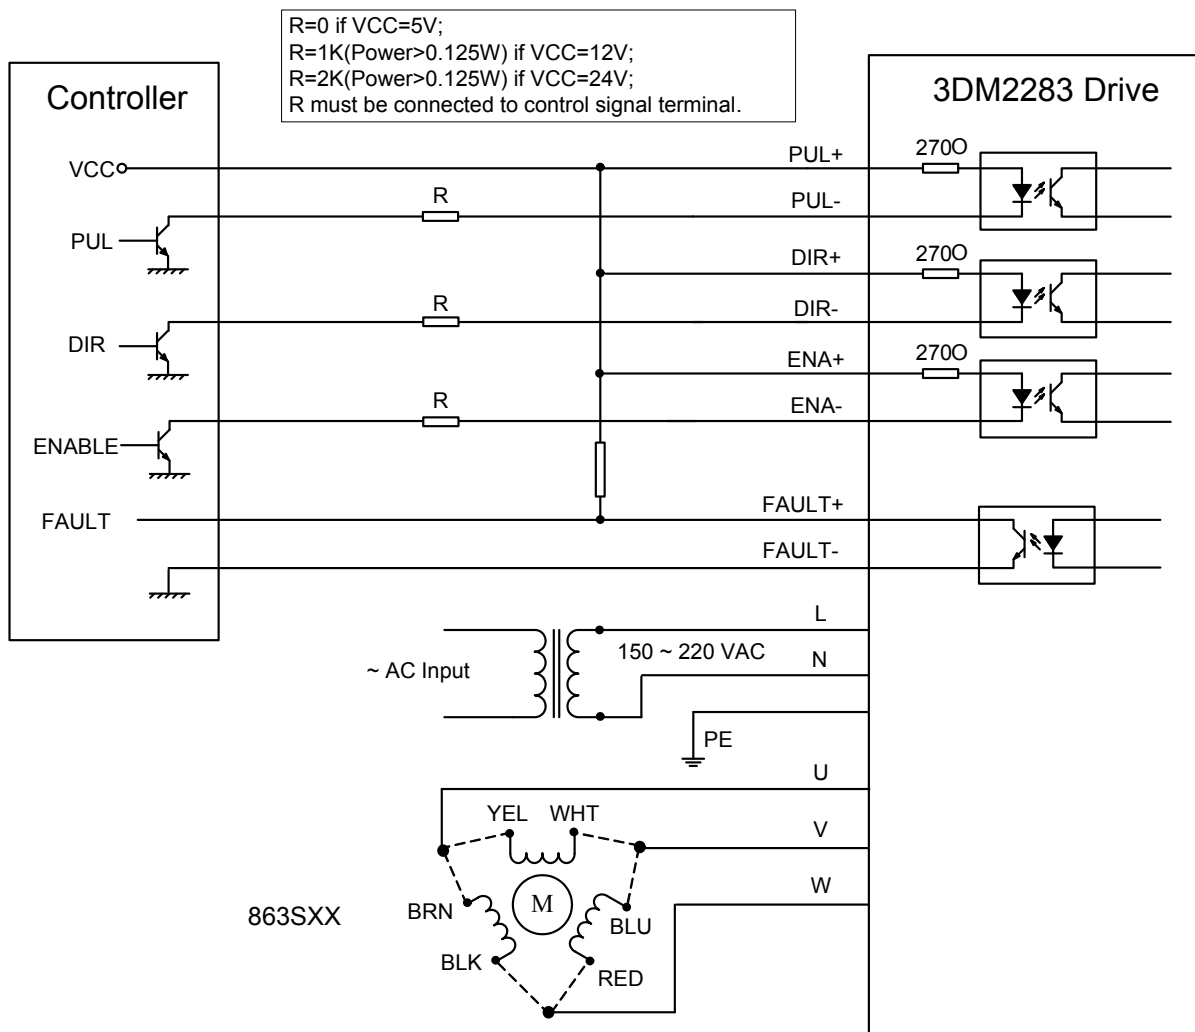 R=0 if VCC=5V;
R=1K(Power>0.125W) if VCC=12V;
R=2K(Power>0.125W) if VCC=24V;
R must be connected to control signal terminal.
Controller
3DM2283 Drive
VCC
PUL+
270O
R
PUL-
PUL
DIR+
270O
R
DIR-
DIR
ENA+
270O
R
ENA-
ENABLE
FAULT
FAULT+
FAULT-
L
~ AC Input
150 ~ 220 VAC
N
PE
U
YEL
WHT
V
W
863SXX
BRN
M
BLU
BLK
RED